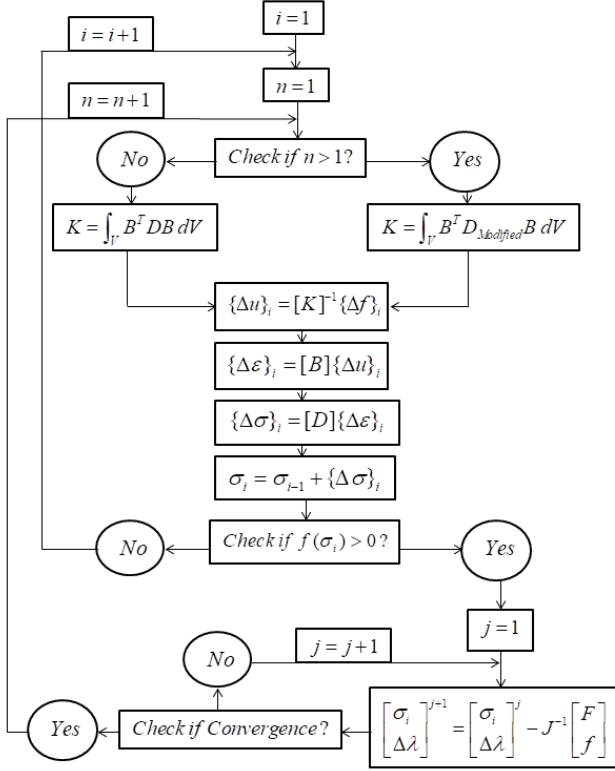 i = 1
i = i+1
n = 1
n = n+1
Check if n > 1?
No
Yes
K = ∫_V B^T DB dV
K = ∫_V B^T D_Modified B dV
{Δu}_i = [K]^{-1} {Δf}_i
{Δε}_i = [B]{Δu}_i
{Δσ}_i = [D]{Δε}_i
σ_i = σ_{i-1} + {Δσ}_i
Check if f(σ_i) > 0?
No
Yes
j = 1
j = j+1
No
[σ_i Δλ]^{j+1} = [σ_i Δλ]^j − J^{-1} [F f]
Check if Convergence?
Yes